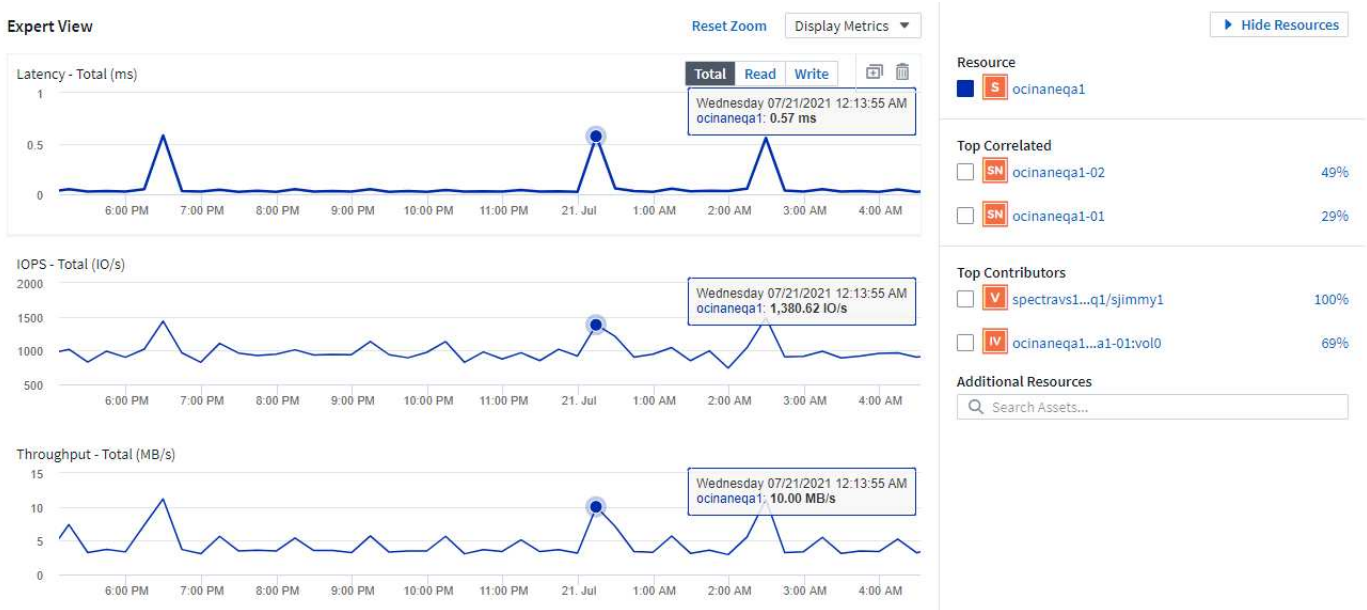 Expert View
Reset Zoom
Display Metrics
Hide Resources
Latency - Total (ms)
Total Read Write
Wednesday 07/21/2021 12:13:55 AM
ocinaneqa1: 0.57 ms
1
0.5
0
6:00 PM 7:00 PM 8:00 PM 9:00 PM 10:00 PM 11:00 PM 21. Jul 1:00 AM 2:00 AM 3:00 AM 4:00 AM
IOPS - Total (IO/s)
Wednesday 07/21/2021 12:13:55 AM
ocinaneqa1: 1,380.62 IO/s
2000
1500
1000
500
6:00 PM 7:00 PM 8:00 PM 9:00 PM 10:00 PM 11:00 PM 21. Jul 1:00 AM 2:00 AM 3:00 AM 4:00 AM
Throughput - Total (MB/s)
Wednesday 07/21/2021 12:13:55 AM
ocinaneqa1: 10.00 MB/s
15
10
5
0
6:00 PM 7:00 PM 8:00 PM 9:00 PM 10:00 PM 11:00 PM 21. Jul 1:00 AM 2:00 AM 3:00 AM 4:00 AM
Resource
S ocinaneqa1
Top Correlated
SN ocinaneqa1-02 49%
SN ocinaneqa1-01 29%
Top Contributors
V spectravs1...q1/sjimmy1 100%
IV ocinaneqa1...a1-01:vol0 69%
Additional Resources
Search Assets...